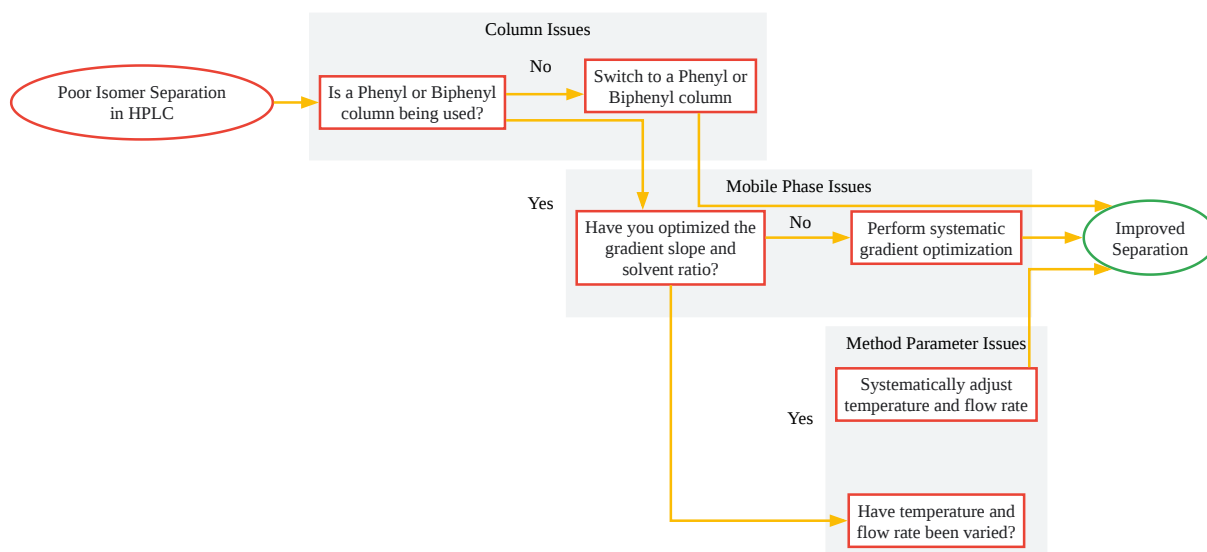 Column Issues
Poor Isomer Separation
in HPLC
Is a Phenyl or Biphenyl
column being used?
No
Switch to a Phenyl or
Biphenyl column
Mobile Phase Issues
Yes
Have you optimized the
gradient slope and
solvent ratio?
No
Perform systematic
gradient optimization
Improved
Separation
Method Parameter Issues
Systematically adjust
temperature and flow rate
Yes
Have temperature and
flow rate been varied?